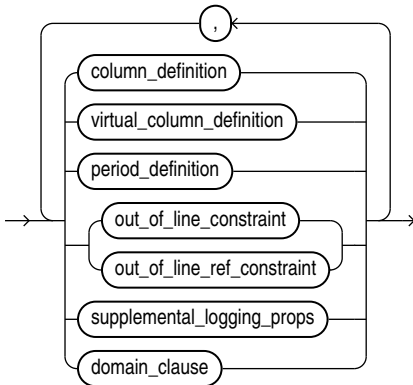 ,
column_definition
virtual_column_definition
period_definition
out_of_line_constraint
out_of_line_ref_constraint
supplemental_logging_props
domain_clause